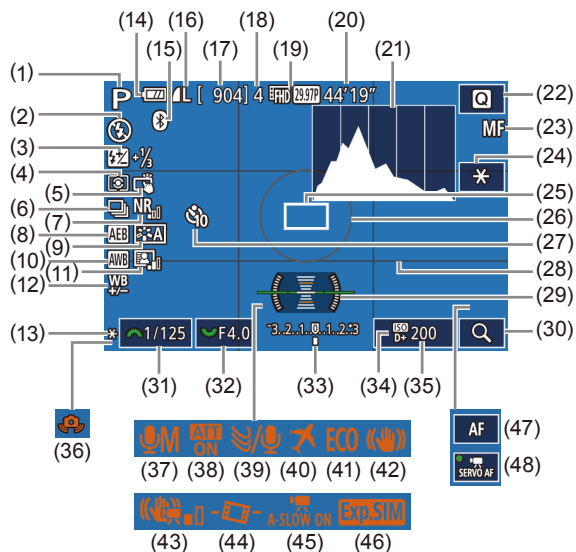 (14) (16) (18) (20)
(15) (17) (19) (21)
(1) P L [ 904] 4 FHD 29.97P 44'19" Q (22)
(2) MF (23)
(3) +1/3 (24)
(4) *
(5) (25)
(6) NR (26)
(7) 10
(8) AEB A (27)
(9)
(10) AWB (28)
(11)
(12) WB +/- (29)
(13) * 1/125 F4.0 -3..2..1..0..1..2..+3 ISO D+ 200 (30)
(31) (32) (33) (34) (35)
(36)
M ATT ON / ECO AF (47)
(37) (38) (39) (40) (41) (42) SERVO AF (48)
- - A-SLOW ON Exp.SIM
(43) (44) (45) (46)